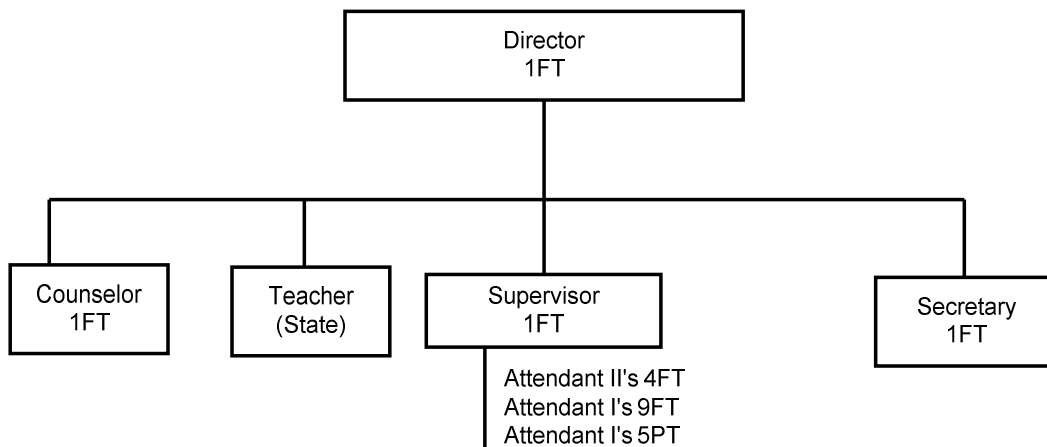 Director
1FT
Counselor
1FT
Teacher
(State)
Supervisor
1FT
Secretary
1FT
Attendant II's 4FT
Attendant I's 9FT
Attendant I's 5PT